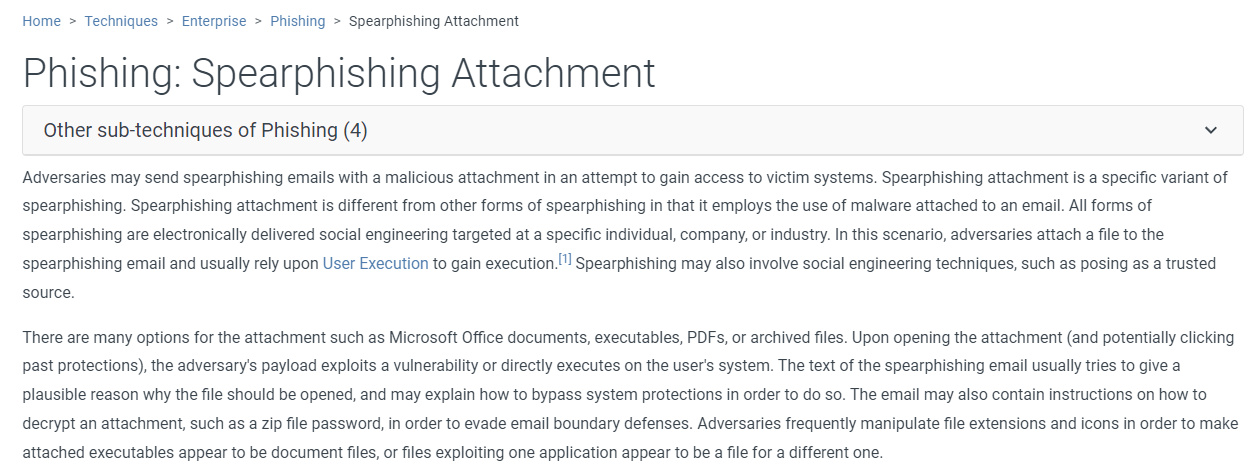 Home > Techniques > Enterprise > Phishing > Spearphishing Attachment
Phishing: Spearphishing Attachment
Other sub-techniques of Phishing (4)
Adversaries may send spearphishing emails with a malicious attachment in an attempt to gain access to victim systems. Spearphishing attachment is a specific variant of
spearphishing. Spearphishing attachment is different from other forms of spearphishing in that it employs the use of malware attached to an email. All forms of
spearphishing are electronically delivered social engineering targeted at a specific individual, company, or industry. In this scenario, adversaries attach a file to the
spearphishing email and usually rely upon User Execution to gain execution.[1] Spearphishing may also involve social engineering techniques, such as posing as a trusted
source.
There are many options for the attachment such as Microsoft Office documents, executables, PDFs, or archived files. Upon opening the attachment (and potentially clicking
past protections), the adversary's payload exploits a vulnerability or directly executes on the user's system. The text of the spearphishing email usually tries to give a
plausible reason why the file should be opened, and may explain how to bypass system protections in order to do so. The email may also contain instructions on how to
decrypt an attachment, such as a zip file password, in order to evade email boundary defenses. Adversaries frequently manipulate file extensions and icons in order to make
attached executables appear to be document files, or files exploiting one application appear to be a file for a different one.